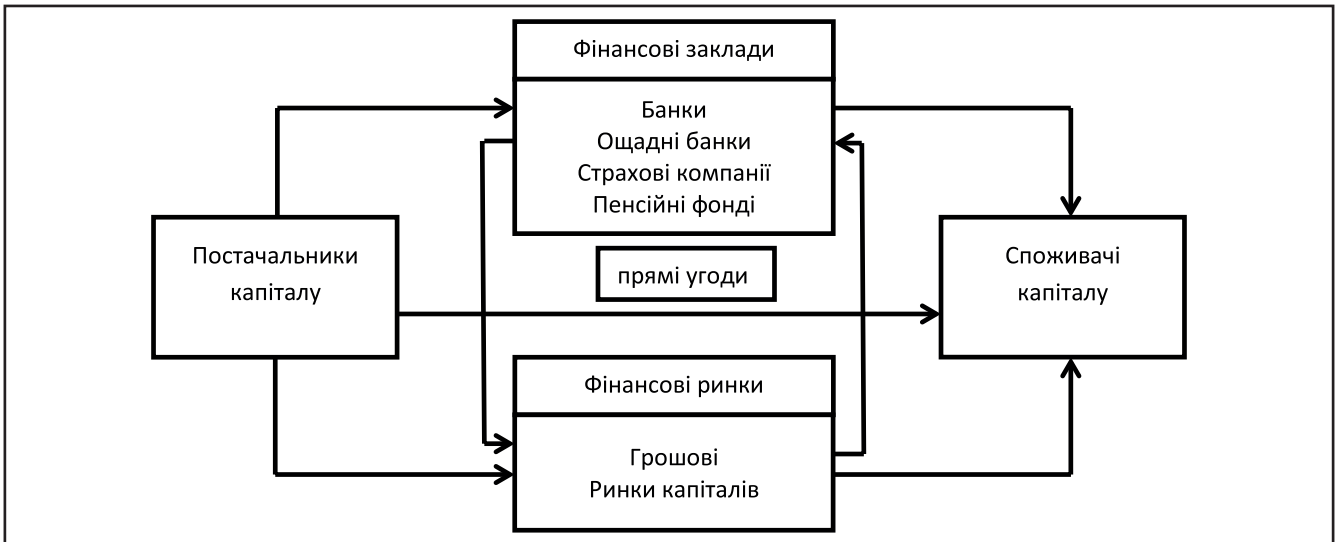 Фінансові заклади
Банки
Ощадні банки
Страхові компанії
Пенсійні фонді
Постачальники
капіталу
прямі угоди
Споживачі
капіталу
Фінансові ринки
Грошові
Ринки капіталів